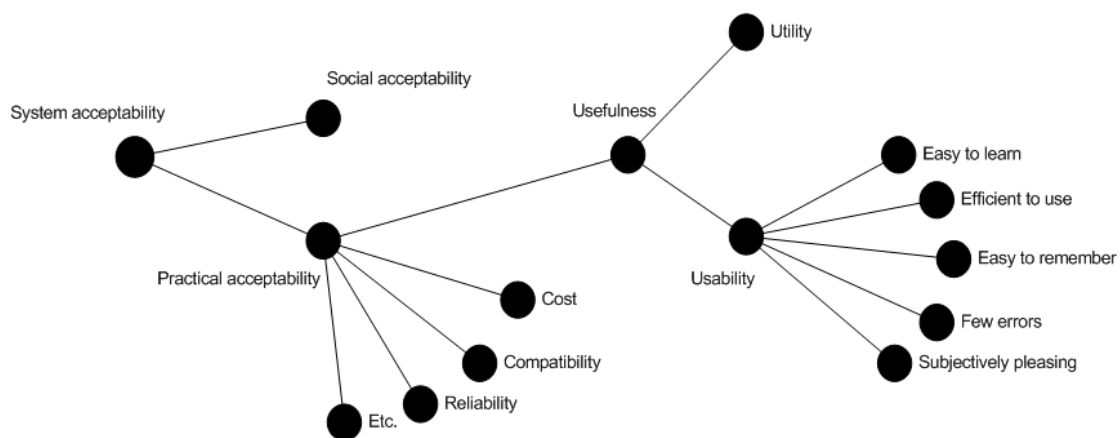 Utility
Social acceptability
System acceptability
Usefulness
Easy to learn
Efficient to use
Easy to remember
Practical acceptability
Usability
Cost
Few errors
Compatibility
Subjectively pleasing
Reliability
Etc.